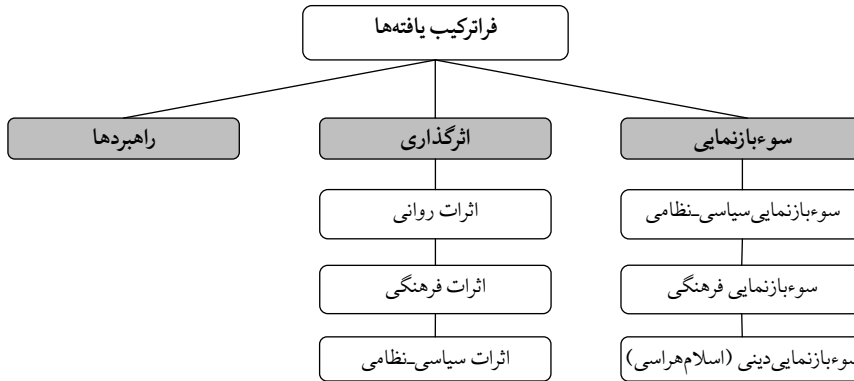 فراترکیب یافته‌ها
سوءبازنمایی
اثرگذاری
راهبردها
سوءبازنمایی‌سیاسی‌ـ‌نظامی
اثرات روانی
سوءبازنمایی فرهنگی
اثرات فرهنگی
سوءبازنمایی‌دینی (اسلام‌هراسی)
اثرات سیاسی‌ـ‌نظامی